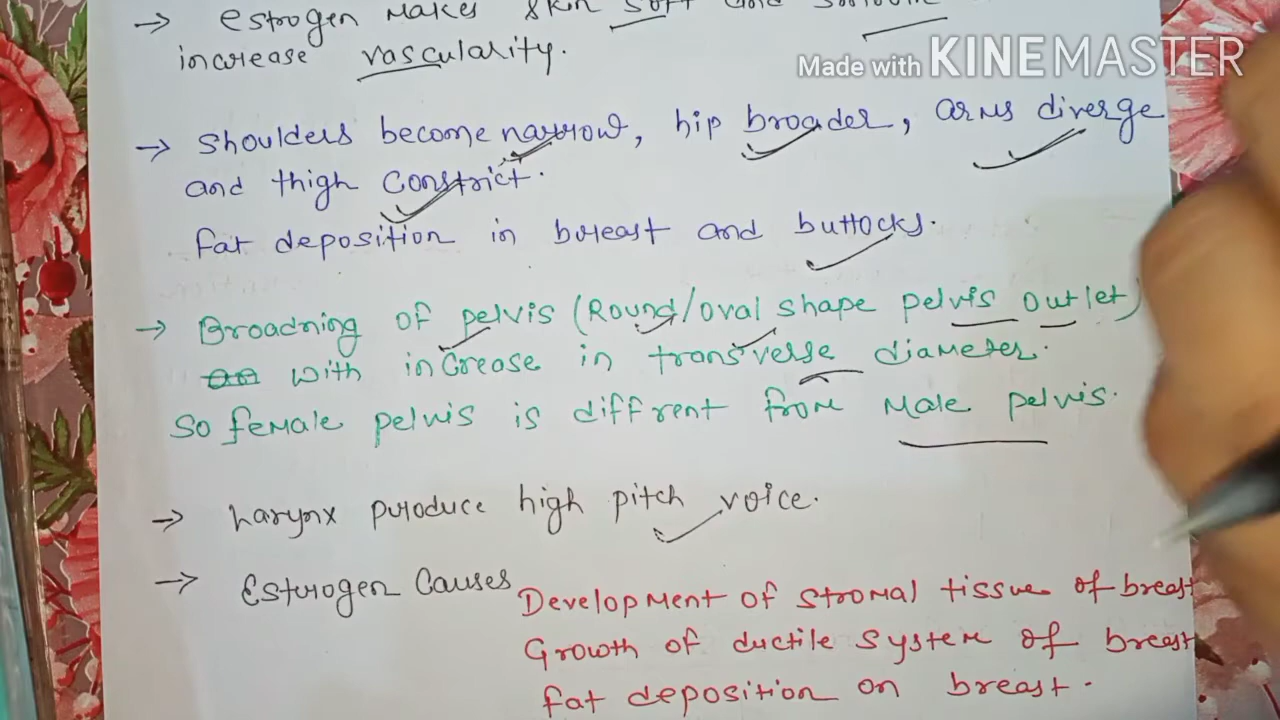 → estrogen makes skin soft and smooth
increase vascularity.
Made with KINEMASTER
→ Shoulders become narrow, hip broader, arms diverge
and thigh constrict.
fat deposition in breast and buttocks.
→ Broadning of pelvis (Round/oval shape pelvis outlet)
with increase in transverse diameter.
So female pelvis is diffrent from male pelvis.
→ Larynx produce high pitch voice.
→ Estrogen causes
Development of stromal tissue of breast
Growth of ductile system of breast
fat deposition on breast.